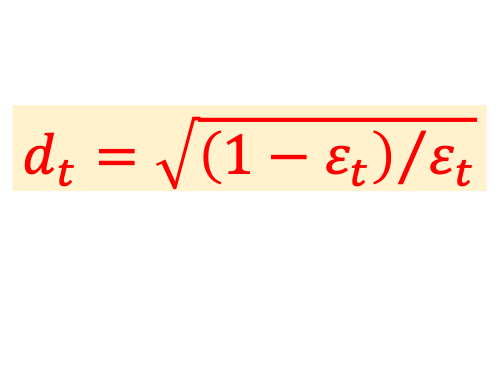 d_t = √((1 − ε_t)/ε_t)